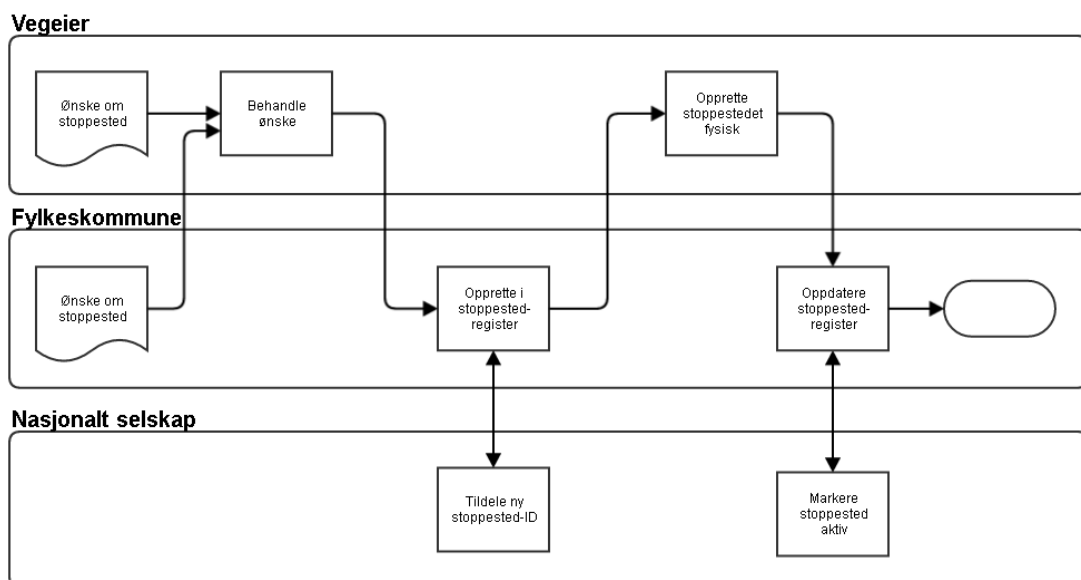 Vegeier
Ønske om
stoppested
Behandle
ønske
Opprette
stoppestedet
fysisk
Fylkeskommune
Ønske om
stoppested
Opprette i
stoppested-
register
Oppdatere
stoppested-
register
Nasjonalt selskap
Tildele ny
stoppested-ID
Markere
stoppested
aktiv